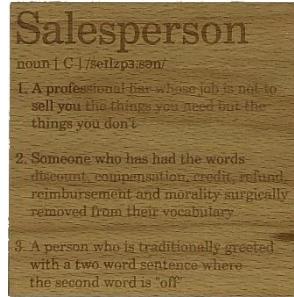 Salesperson
noun [ C ] /ˈseɪlzpɜːsən/
1. A professional liar whose job is not to
sell you the things you need but the
things you don't
2. Someone who has had the words
discount, compensation, credit, refund,
reimbursement and morality surgically
removed from their vocabulary
3. A person who is traditionally greeted
with a two word sentence where
the second word is "off"